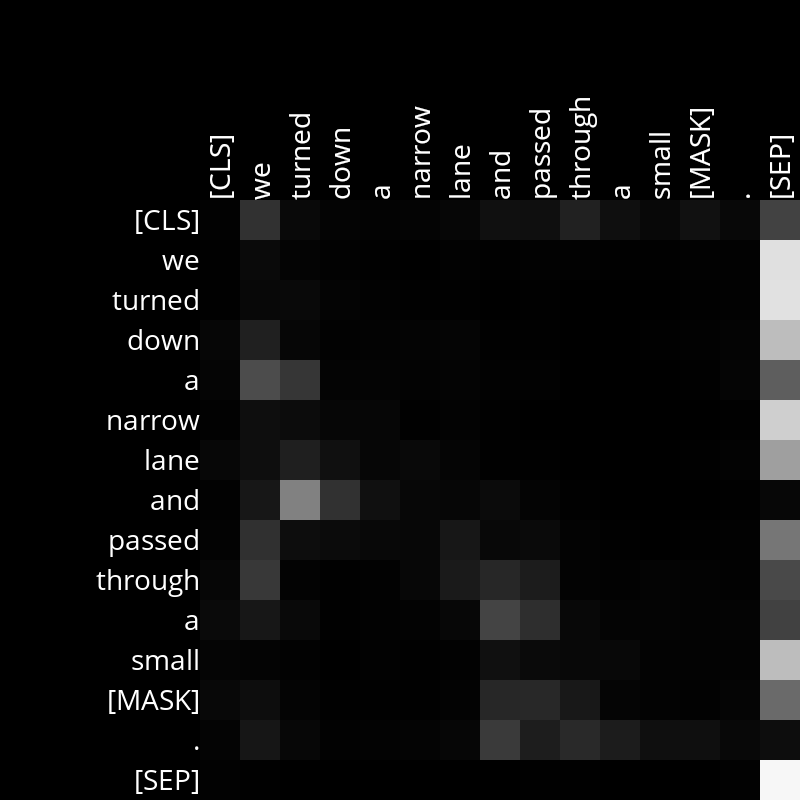 [CLS] we turned down a narrow lane and passed through a small [MASK] . [SEP]
[CLS]
we
turned
down
a
narrow
lane
and
passed
through
a
small
[MASK]
.
[SEP]